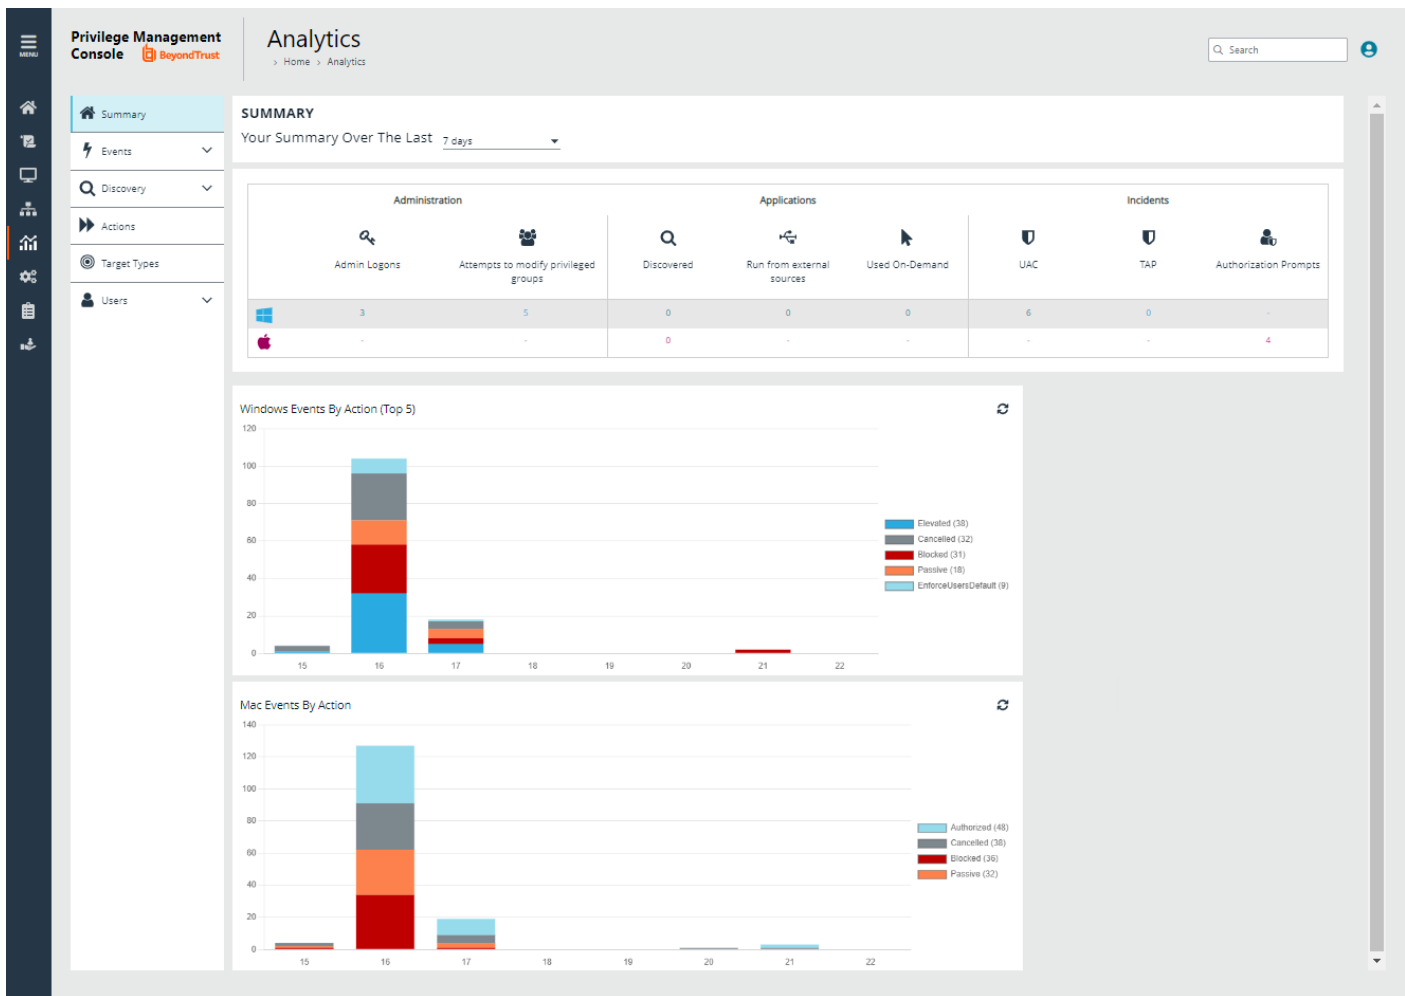 MENU
Privilege Management
Console BeyondTrust
Analytics
› Home › Analytics
Search
Summary
Events
Discovery
Actions
Target Types
Users
SUMMARY
Your Summary Over The Last 7 days
Administration Applications Incidents
Admin Logons Attempts to modify privileged groups Discovered Run from external sources Used On-Demand UAC TAP Authorization Prompts
3 5 0 0 0 6 0 -
- - 0 - - - - 4
Windows Events By Action (Top 5)
120
100
80
60
40
20
0
15 16 17 18 19 20 21 22
Elevated (38)
Cancelled (32)
Blocked (31)
Passive (18)
EnforceUsersDefault (9)
Mac Events By Action
140
120
100
80
60
40
20
0
15 16 17 18 19 20 21 22
Authorized (48)
Cancelled (38)
Blocked (36)
Passive (32)